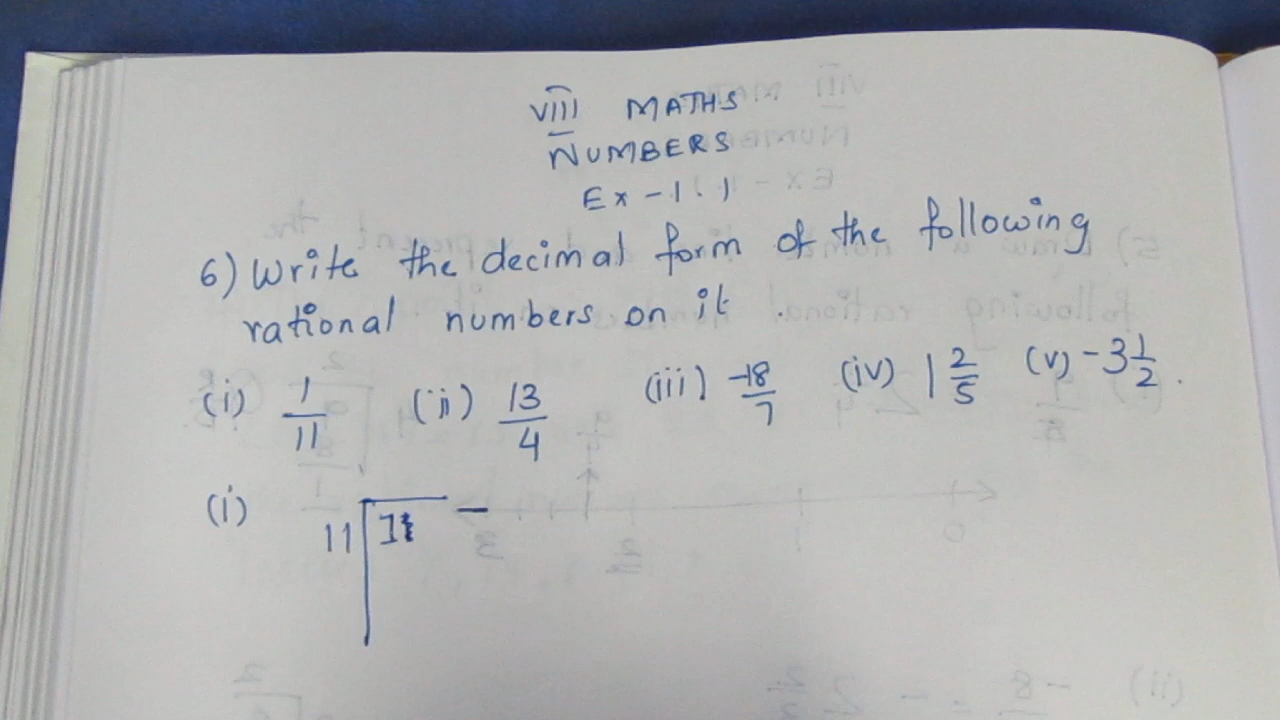 VIII MATHS
NUMBERS
Ex - 1.1
6) Write the decimal form of the following
rational numbers on it.
(i) 1/11 (ii) 13/4 (iii) -18/7 (iv) 1 2/5 (v) -3 1/2.
(i) 11